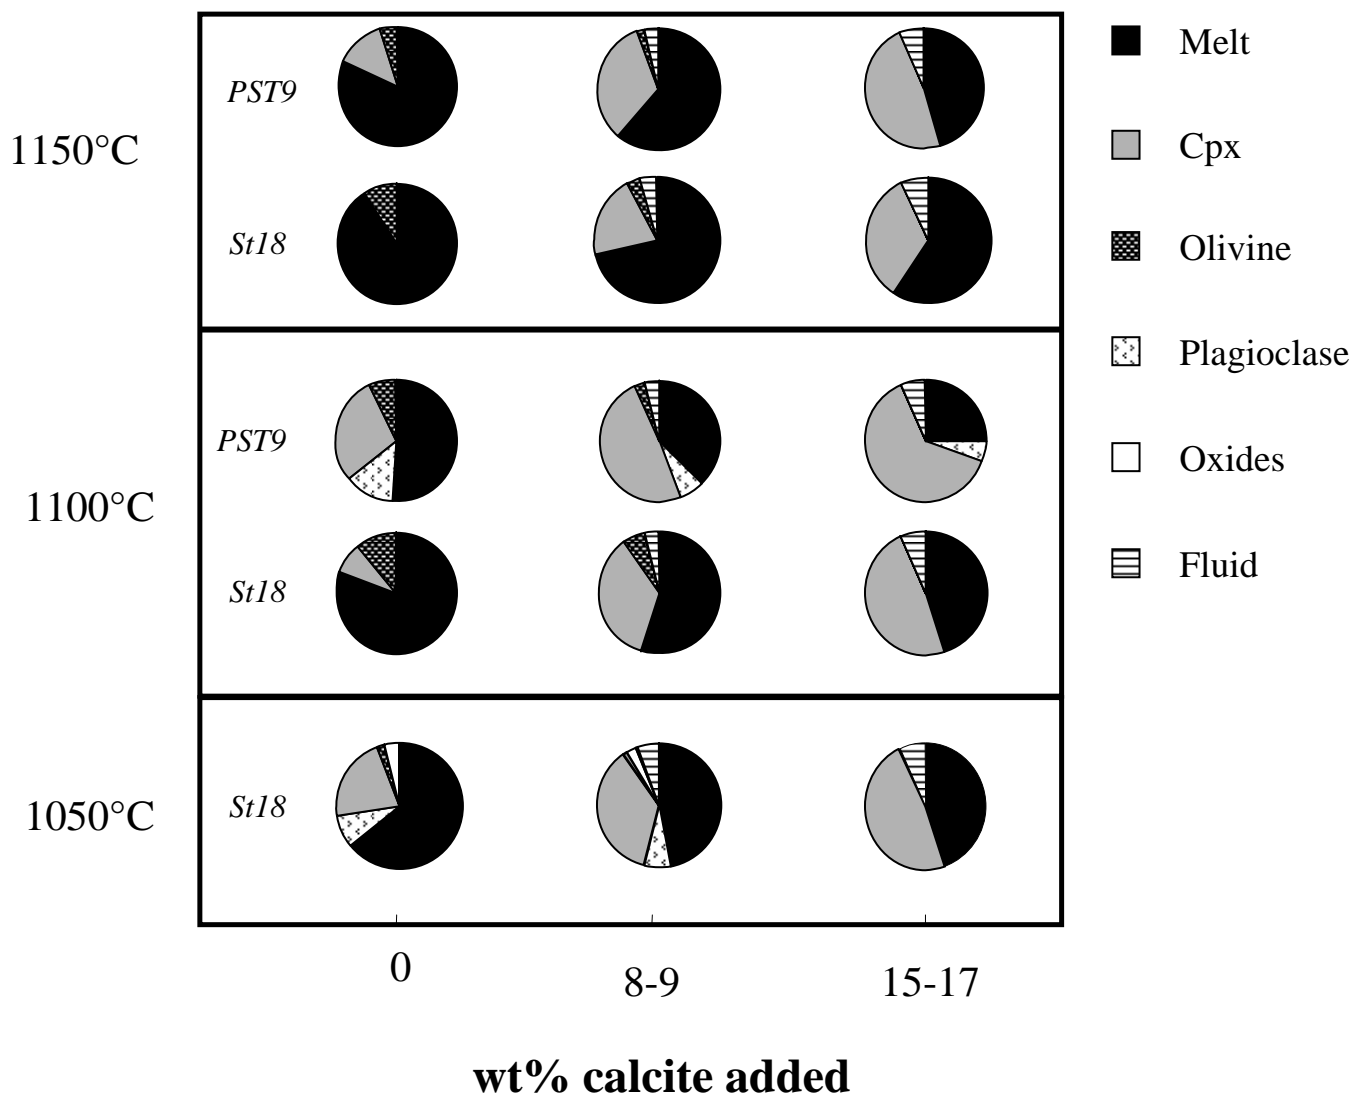 1150°C
PST9
St18
1100°C
PST9
St18
1050°C
St18
0
8-9
15-17
wt% calcite added
Melt
Cpx
Olivine
Plagioclase
Oxides
Fluid